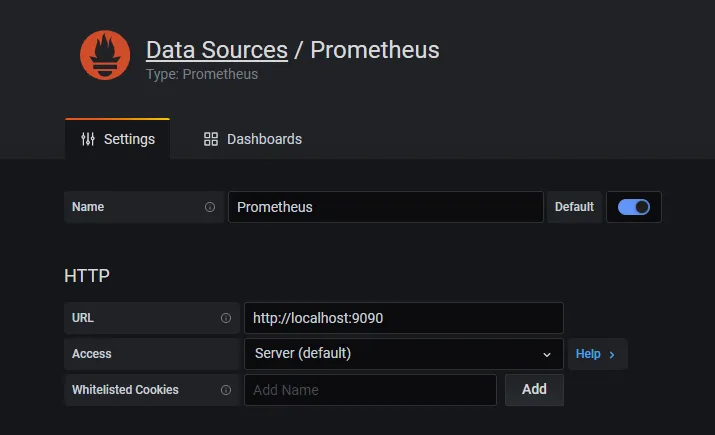 Data Sources / Prometheus
Type: Prometheus
Settings Dashboards
Name Prometheus Default
HTTP
URL http://localhost:9090
Access Server (default) Help
Whitelisted Cookies Add Name Add